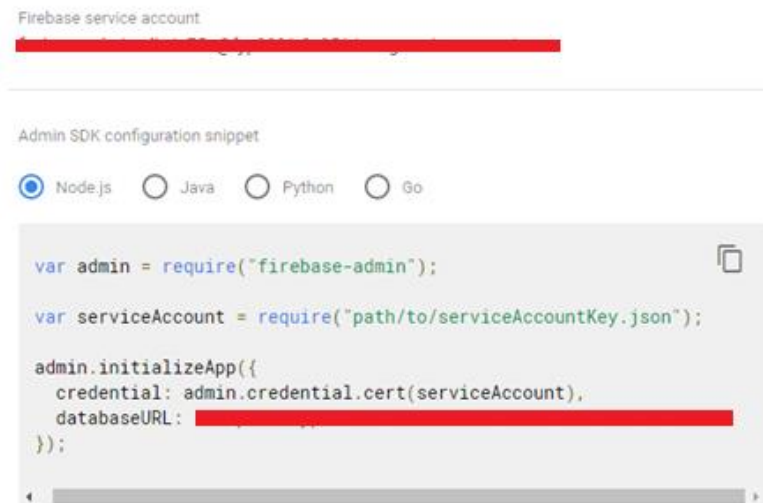 Firebase service account
Admin SDK configuration snippet
Node.js Java Python Go
var admin = require("firebase-admin");
var serviceAccount = require("path/to/serviceAccountKey.json");
admin.initializeApp({
  credential: admin.credential.cert(serviceAccount),
  databaseURL:
});